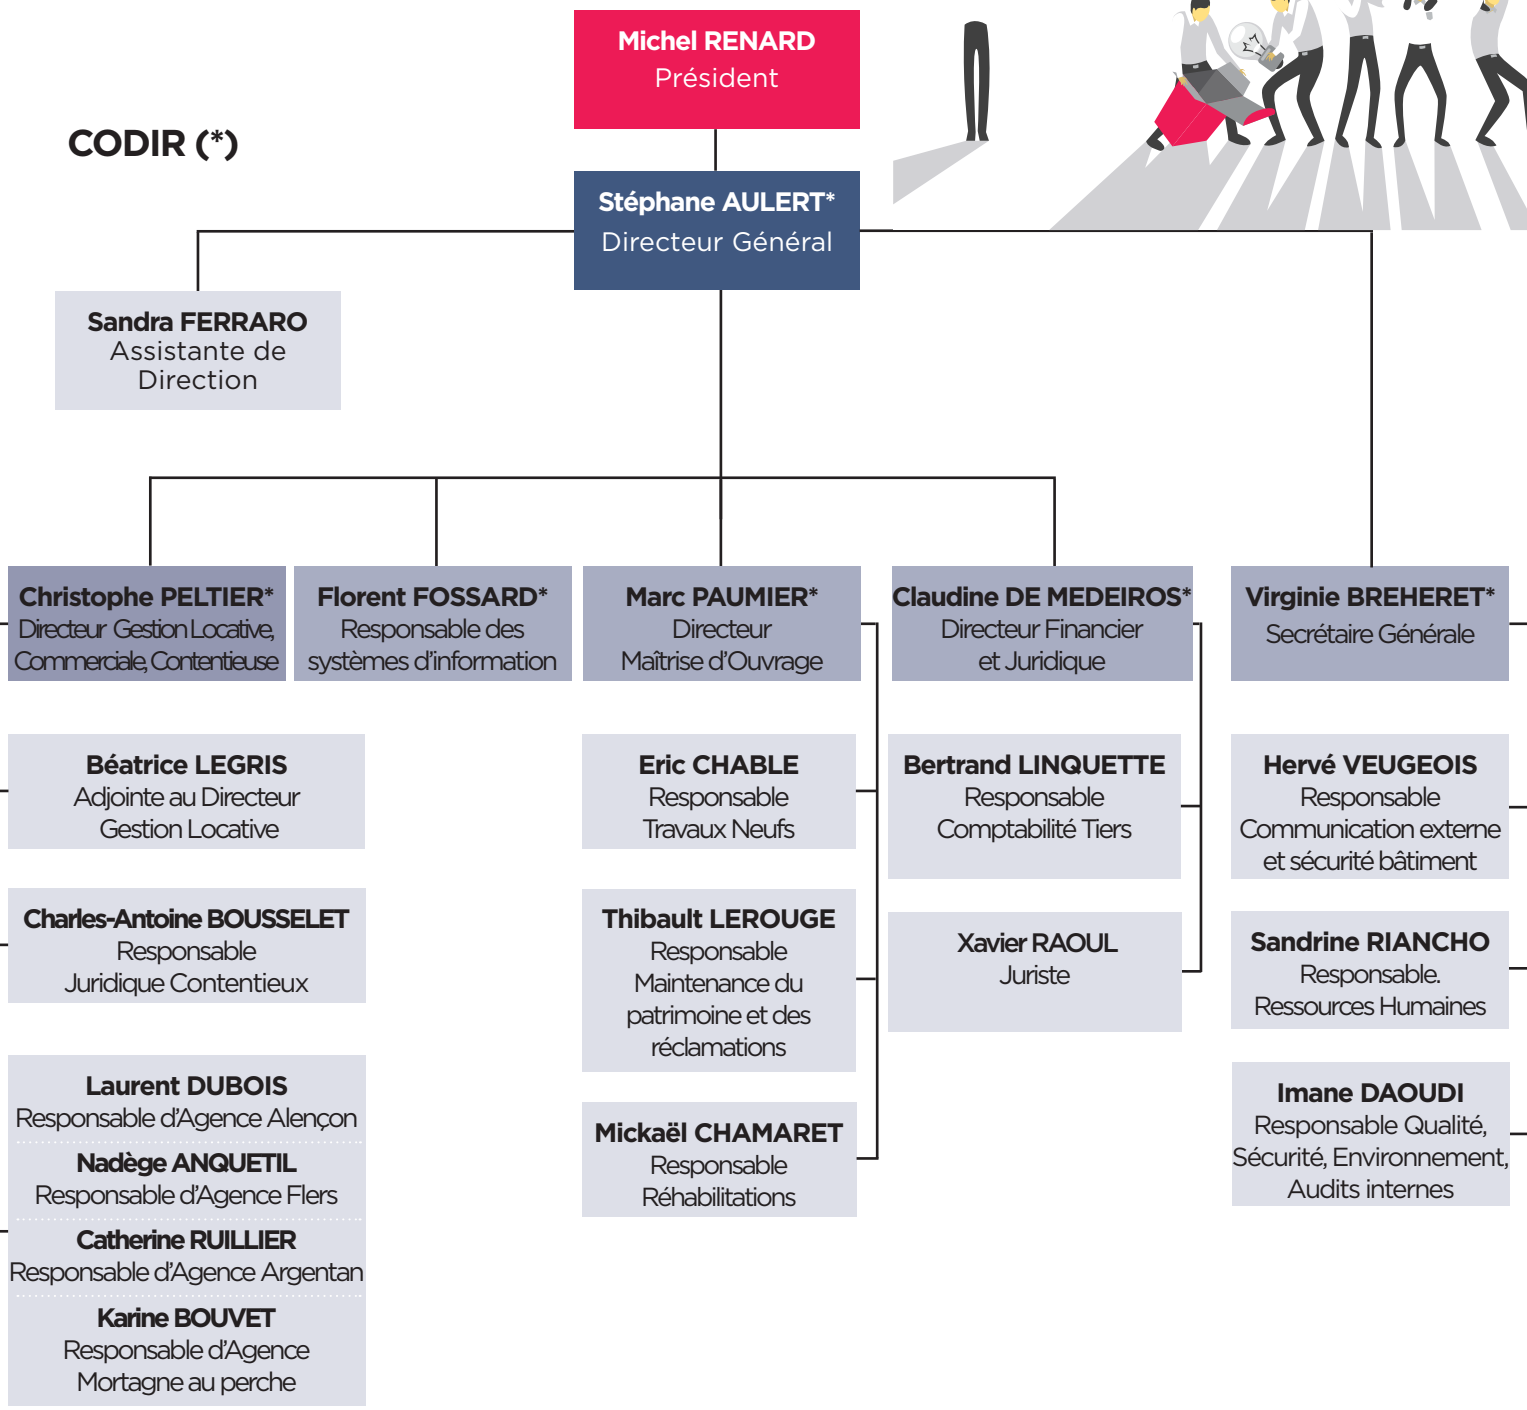 Michel RENARD
Président
CODIR (*)
Stéphane AULERT*
Directeur Général
Sandra FERRARO
Assistante de
Direction
Christophe PELTIER*
Directeur Gestion Locative,
Commerciale, Contentieuse
Florent FOSSARD*
Responsable des
systèmes d'information
Marc PAUMIER*
Directeur
Maîtrise d'Ouvrage
Claudine DE MEDEIROS*
Directeur Financier
et Juridique
Virginie BREHERET*
Secrétaire Générale
Béatrice LEGRIS
Adjointe au Directeur
Gestion Locative
Charles-Antoine BOUSSELET
Responsable
Juridique Contentieux
Laurent DUBOIS
Responsable d'Agence Alençon
Nadège ANQUETIL
Responsable d'Agence Flers
Catherine RUILLIER
Responsable d'Agence Argentan
Karine BOUVET
Responsable d'Agence
Mortagne au perche
Eric CHABLE
Responsable
Travaux Neufs
Thibault LEROUGE
Responsable
Maintenance du
patrimoine et des
réclamations
Mickaël CHAMARET
Responsable
Réhabilitations
Bertrand LINQUETTE
Responsable
Comptabilité Tiers
Xavier RAOUL
Juriste
Hervé VEUGEOIS
Responsable
Communication externe
et sécurité bâtiment
Sandrine RIANCHO
Responsable.
Ressources Humaines
Imane DAOUDI
Responsable Qualité,
Sécurité, Environnement,
Audits internes